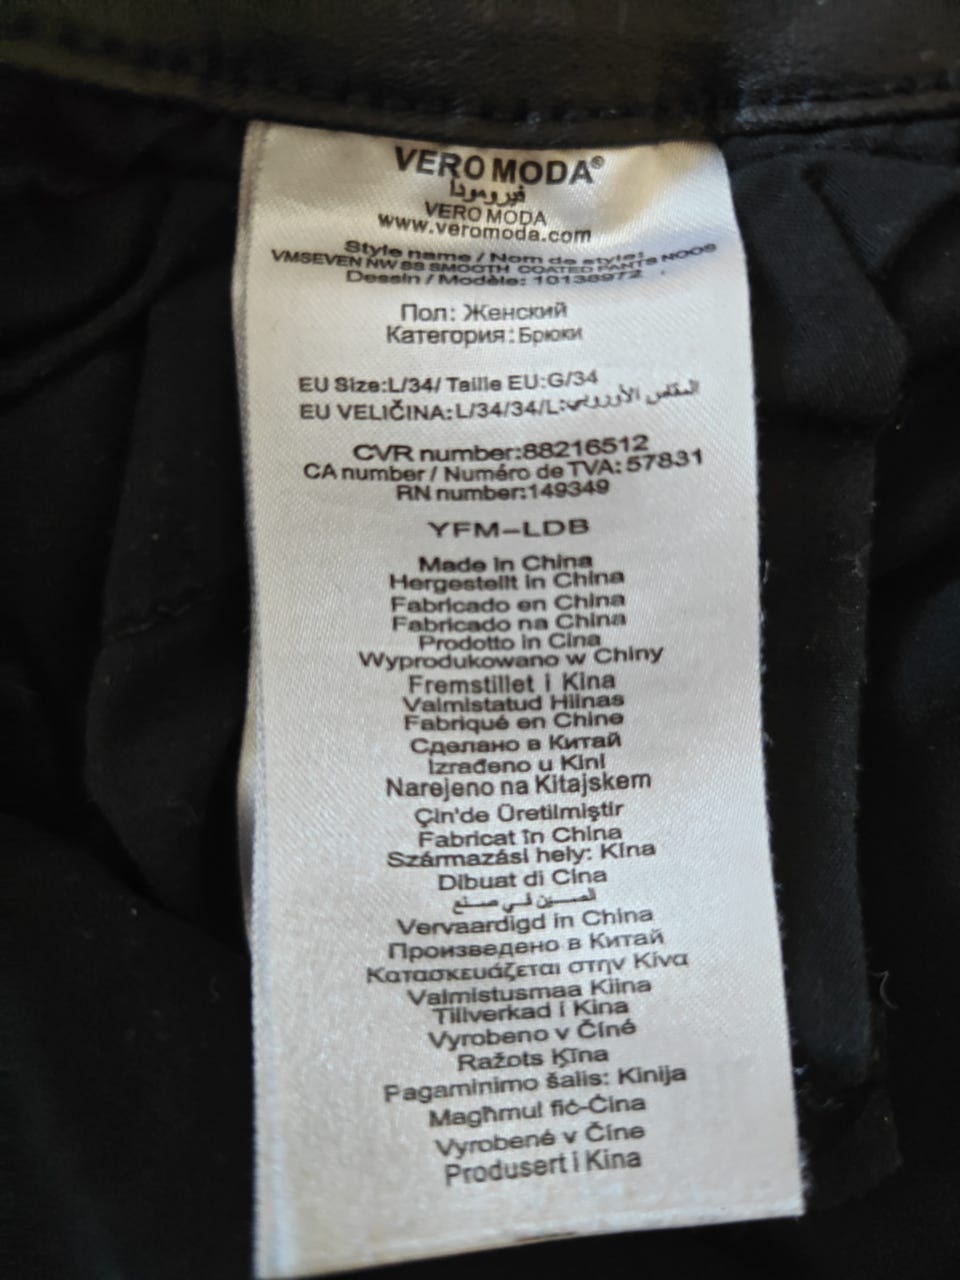 VERO MODA®
فيرومودا
VERO MODA
www.veromoda.com
Style name / Nom de style:
VMSEVEN NW SS SMOOTH COATED PANTS NOOS
Dessin / Modèle: 10138972
Пол: Женский
Категория: Брюки
EU Size:L/34/ Taille EU:G/34
EU VELIČINA:L/34/34/L:المقاس الأوروبي
CVR number:88216512
CA number / Numéro de TVA: 57831
RN number:149349
YFM-LDB
Made in China
Hergestellt in China
Fabricado en China
Fabricado na China
Prodotto in Cina
Wyprodukowano w Chiny
Fremstillet i Kina
Valmistatud Hiinas
Fabriqué en Chine
Сделано в Китай
Izrađeno u Kini
Narejeno na Kitajskem
Çin'de Üretilmiştir
Fabricat în China
Származási hely: Kína
Dibuat di Cina
الصين في صنع
Vervaardigd in China
Произведено в Китай
Κατασκευάζεται στην Κίνα
Valmistusmaa Kiina
Tillverkad i Kina
Vyrobeno v Číně
Ražots Ķīna
Pagaminimo šalis: Kinija
Magħmul fiċ-Ċina
Vyrobené v Číne
Produsert i Kina